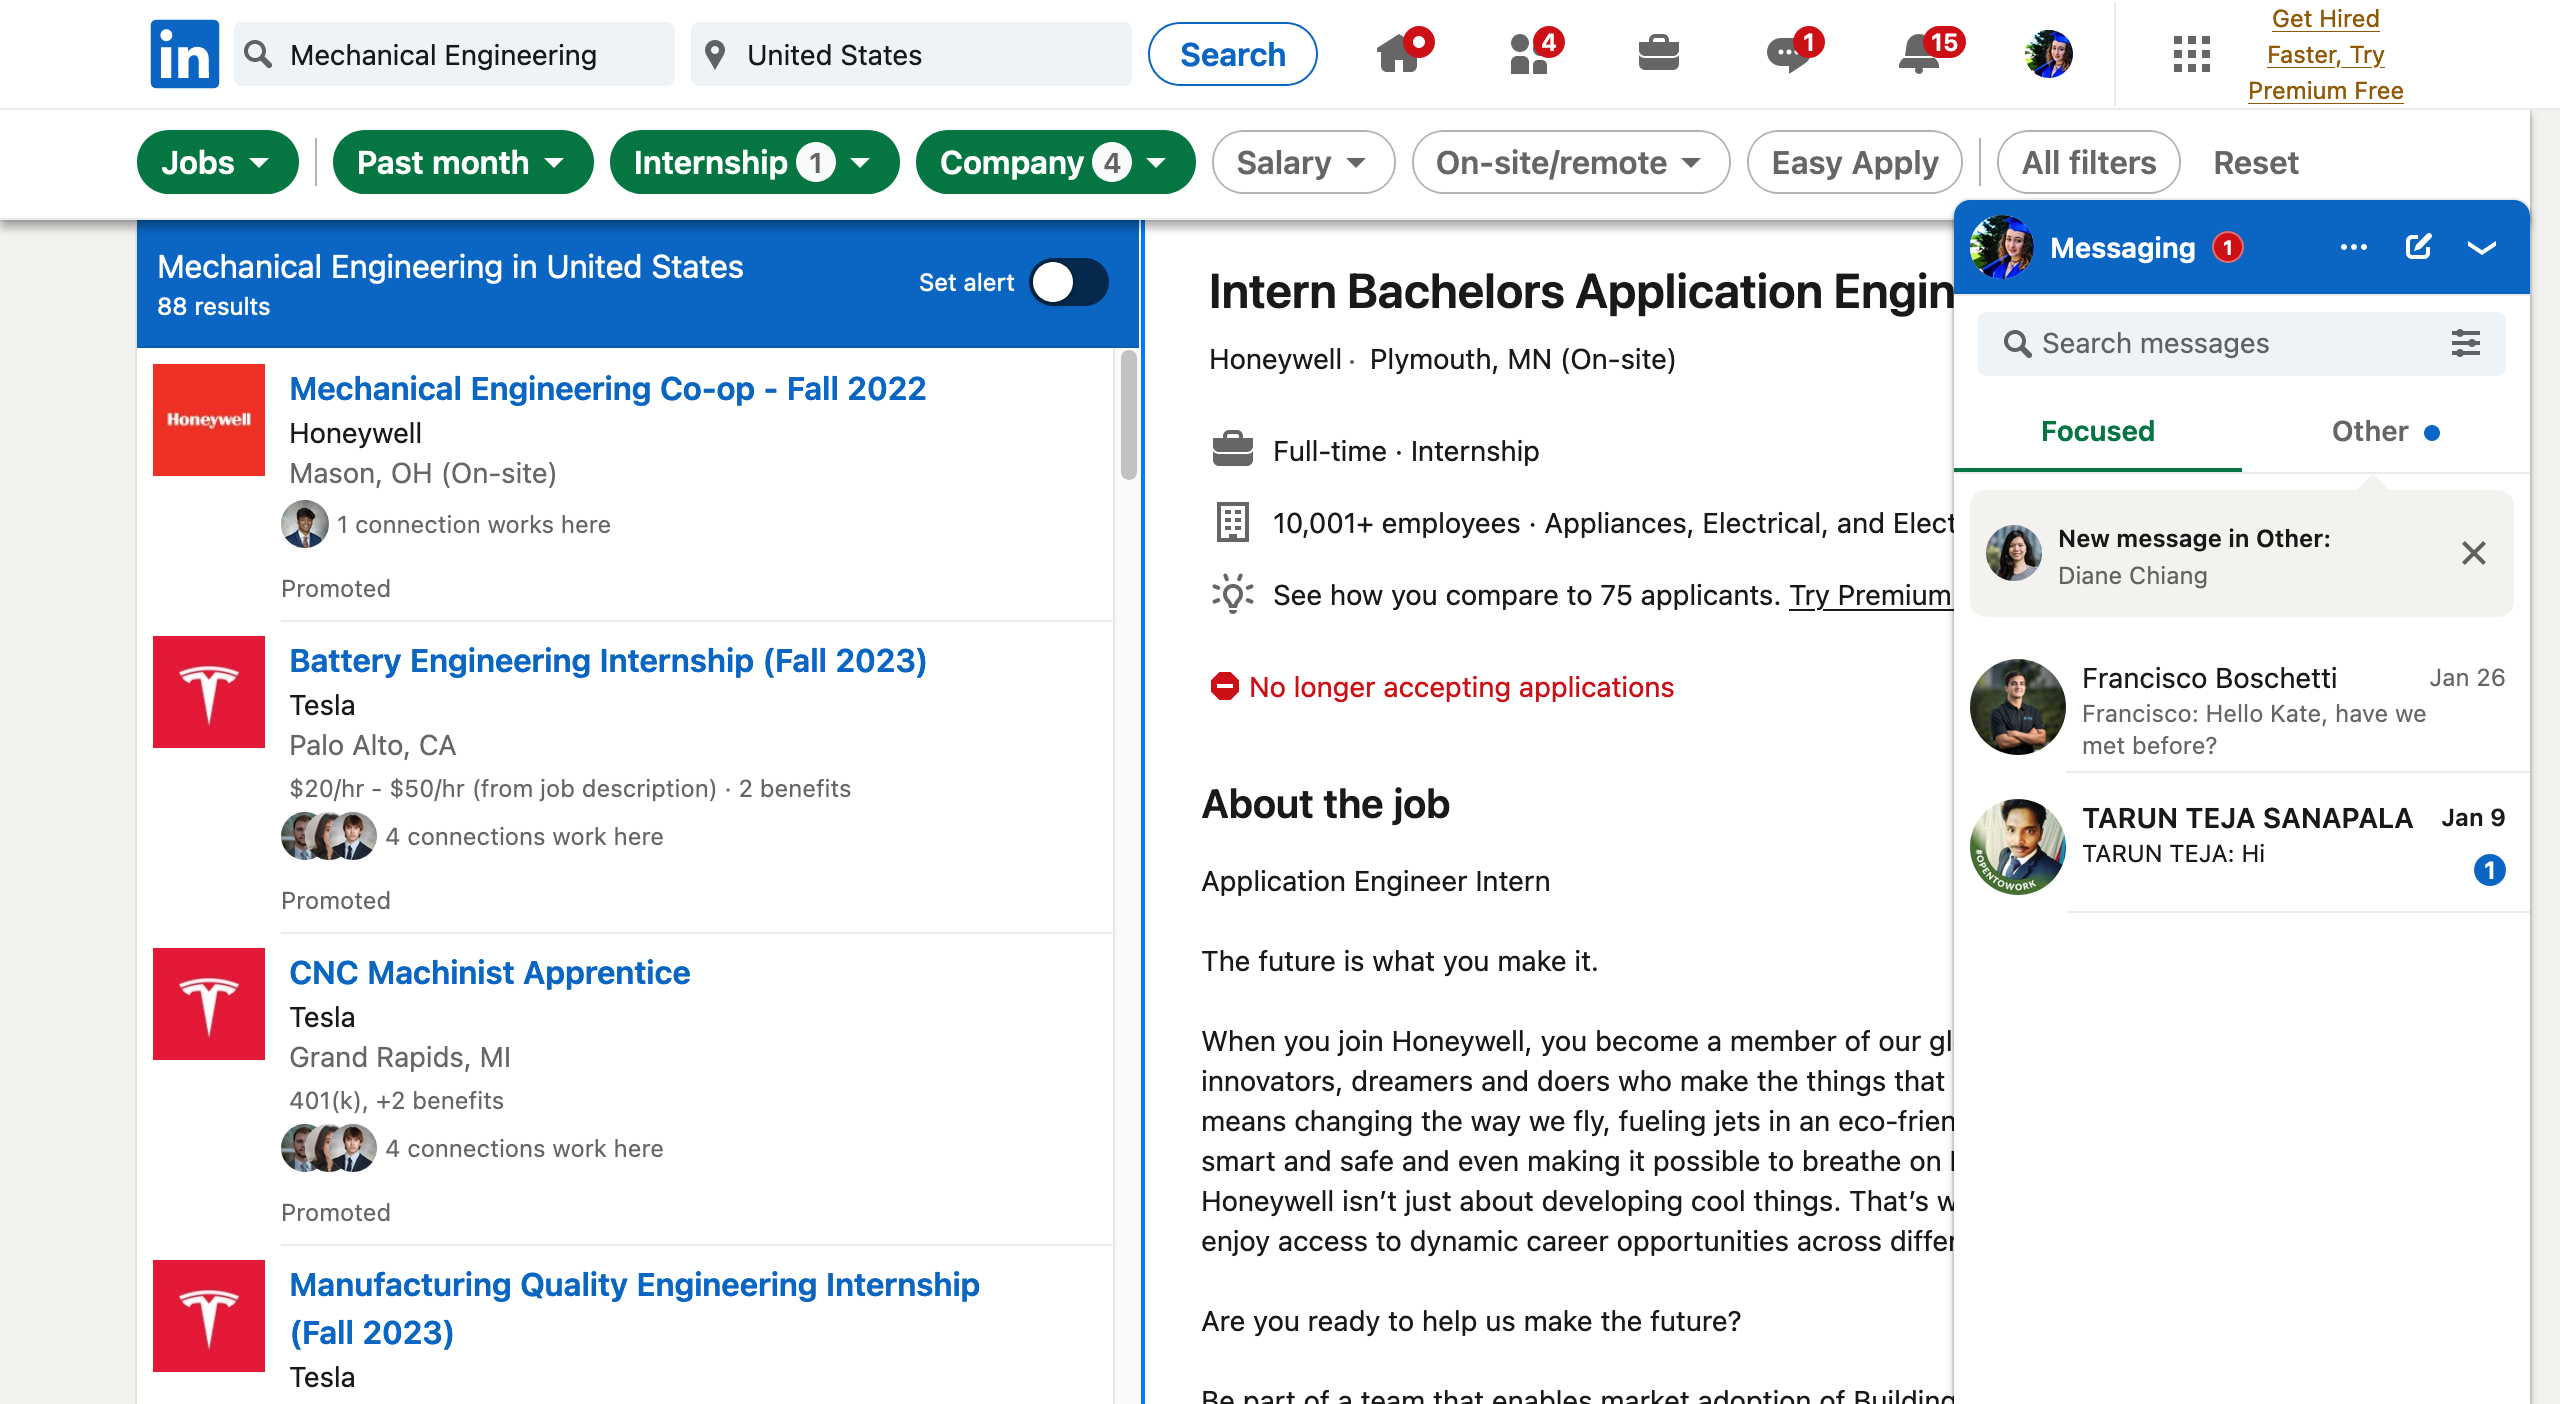 in
Mechanical Engineering
United States
Search
4
1
15
Get Hired
Faster, Try
Premium Free
Jobs
Past month
Internship 1
Company 4
Salary
On-site/remote
Easy Apply
All filters
Reset
Mechanical Engineering in United States
88 results
Set alert
Honeywell
Mechanical Engineering Co-op - Fall 2022
Honeywell
Mason, OH (On-site)
1 connection works here
Promoted
Battery Engineering Internship (Fall 2023)
Tesla
Palo Alto, CA
$20/hr - $50/hr (from job description) · 2 benefits
4 connections work here
Promoted
CNC Machinist Apprentice
Tesla
Grand Rapids, MI
401(k), +2 benefits
4 connections work here
Promoted
Manufacturing Quality Engineering Internship
(Fall 2023)
Tesla
Intern Bachelors Application Engin
Honeywell · Plymouth, MN (On-site)
Full-time · Internship
10,001+ employees · Appliances, Electrical, and Elect
See how you compare to 75 applicants. Try Premium
No longer accepting applications
About the job
Application Engineer Intern
The future is what you make it.
When you join Honeywell, you become a member of our gl
innovators, dreamers and doers who make the things that
means changing the way we fly, fueling jets in an eco-frien
smart and safe and even making it possible to breathe on
Honeywell isn't just about developing cool things. That's w
enjoy access to dynamic career opportunities across differ
Are you ready to help us make the future?
Be part of a team that enables market adoption of Building
Messaging 1
Search messages
Focused
Other
New message in Other:
Diane Chiang
Francisco Boschetti
Jan 26
Francisco: Hello Kate, have we
met before?
#OPENTOWORK
TARUN TEJA SANAPALA
Jan 9
TARUN TEJA: Hi
1